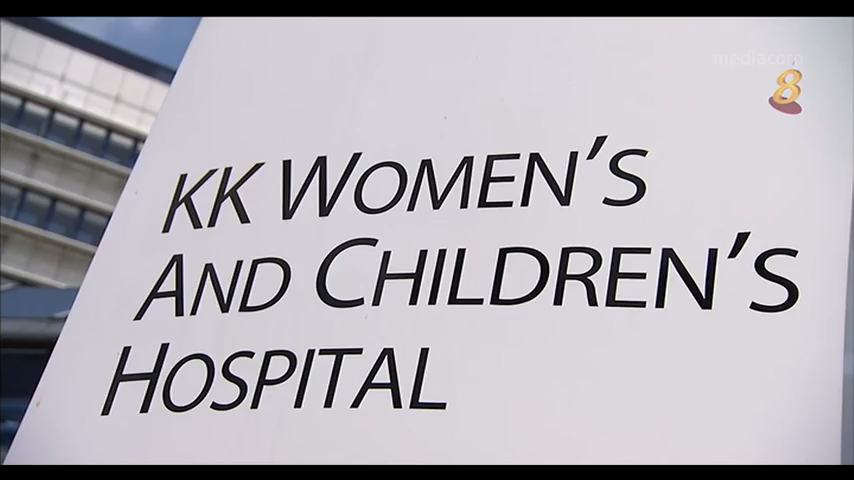 mediacorp
8
KK WOMEN'S
AND CHILDREN'S
HOSPITAL